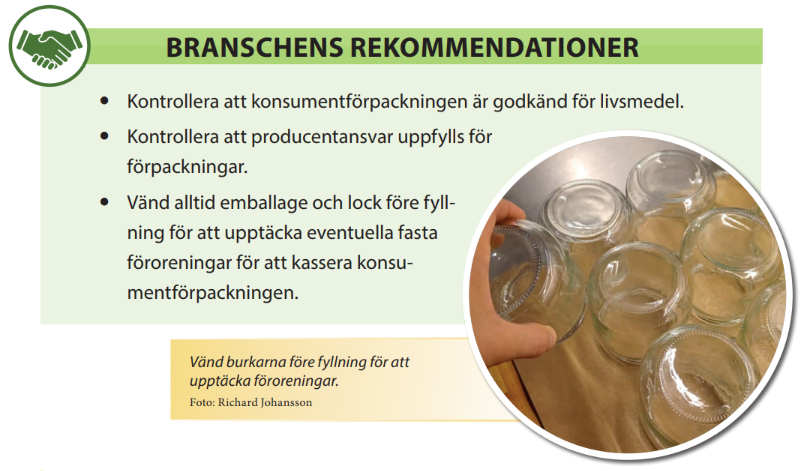 BRANSCHENS REKOMMENDATIONER
• Kontrollera att konsumentförpackningen är godkänd för livsmedel.
• Kontrollera att producentansvar uppfylls för
förpackningar.
• Vänd alltid emballage och lock före fyll-
ning för att upptäcka eventuella fasta
föroreningar för att kassera konsu-
mentförpackningen.
Vänd burkarna före fyllning för att
upptäcka föroreningar.
Foto: Richard Johansson